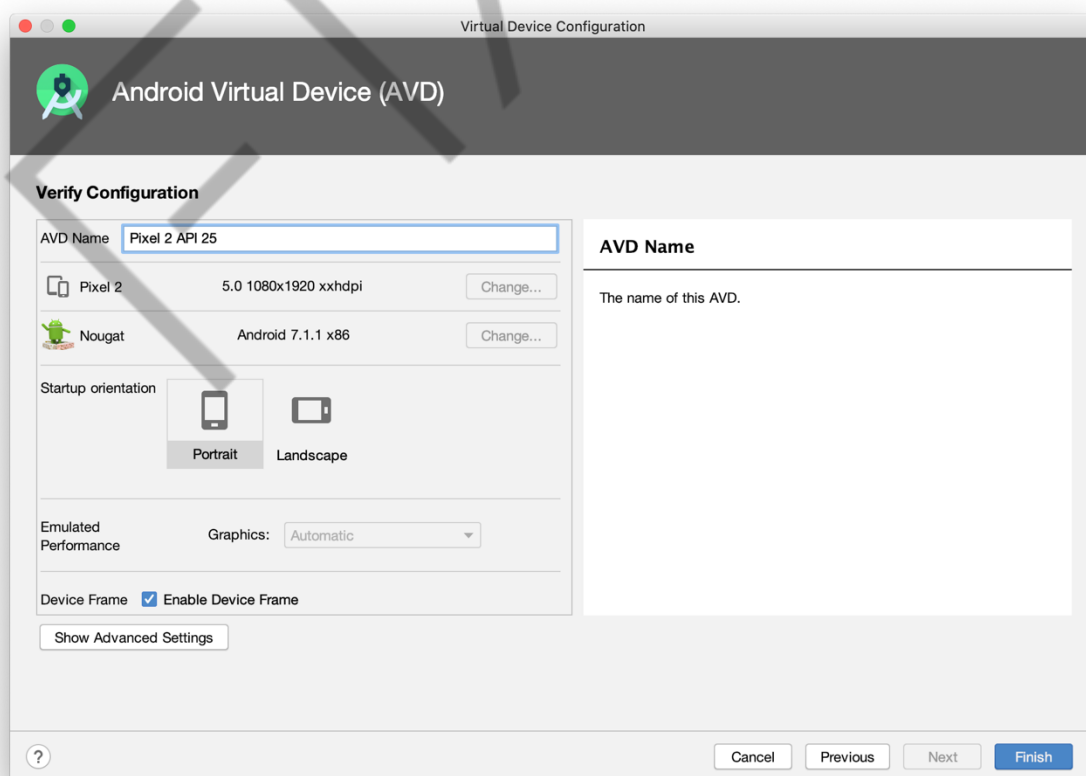 Virtual Device Configuration
Android Virtual Device (AVD)
Verify Configuration
AVD Name Pixel 2 API 25
Pixel 2 5.0 1080x1920 xxhdpi Change...
Nougat Android 7.1.1 x86 Change...
Startup orientation
Portrait Landscape
Emulated
Performance
Graphics: Automatic
Device Frame Enable Device Frame
Show Advanced Settings
AVD Name
The name of this AVD.
? Cancel Previous Next Finish